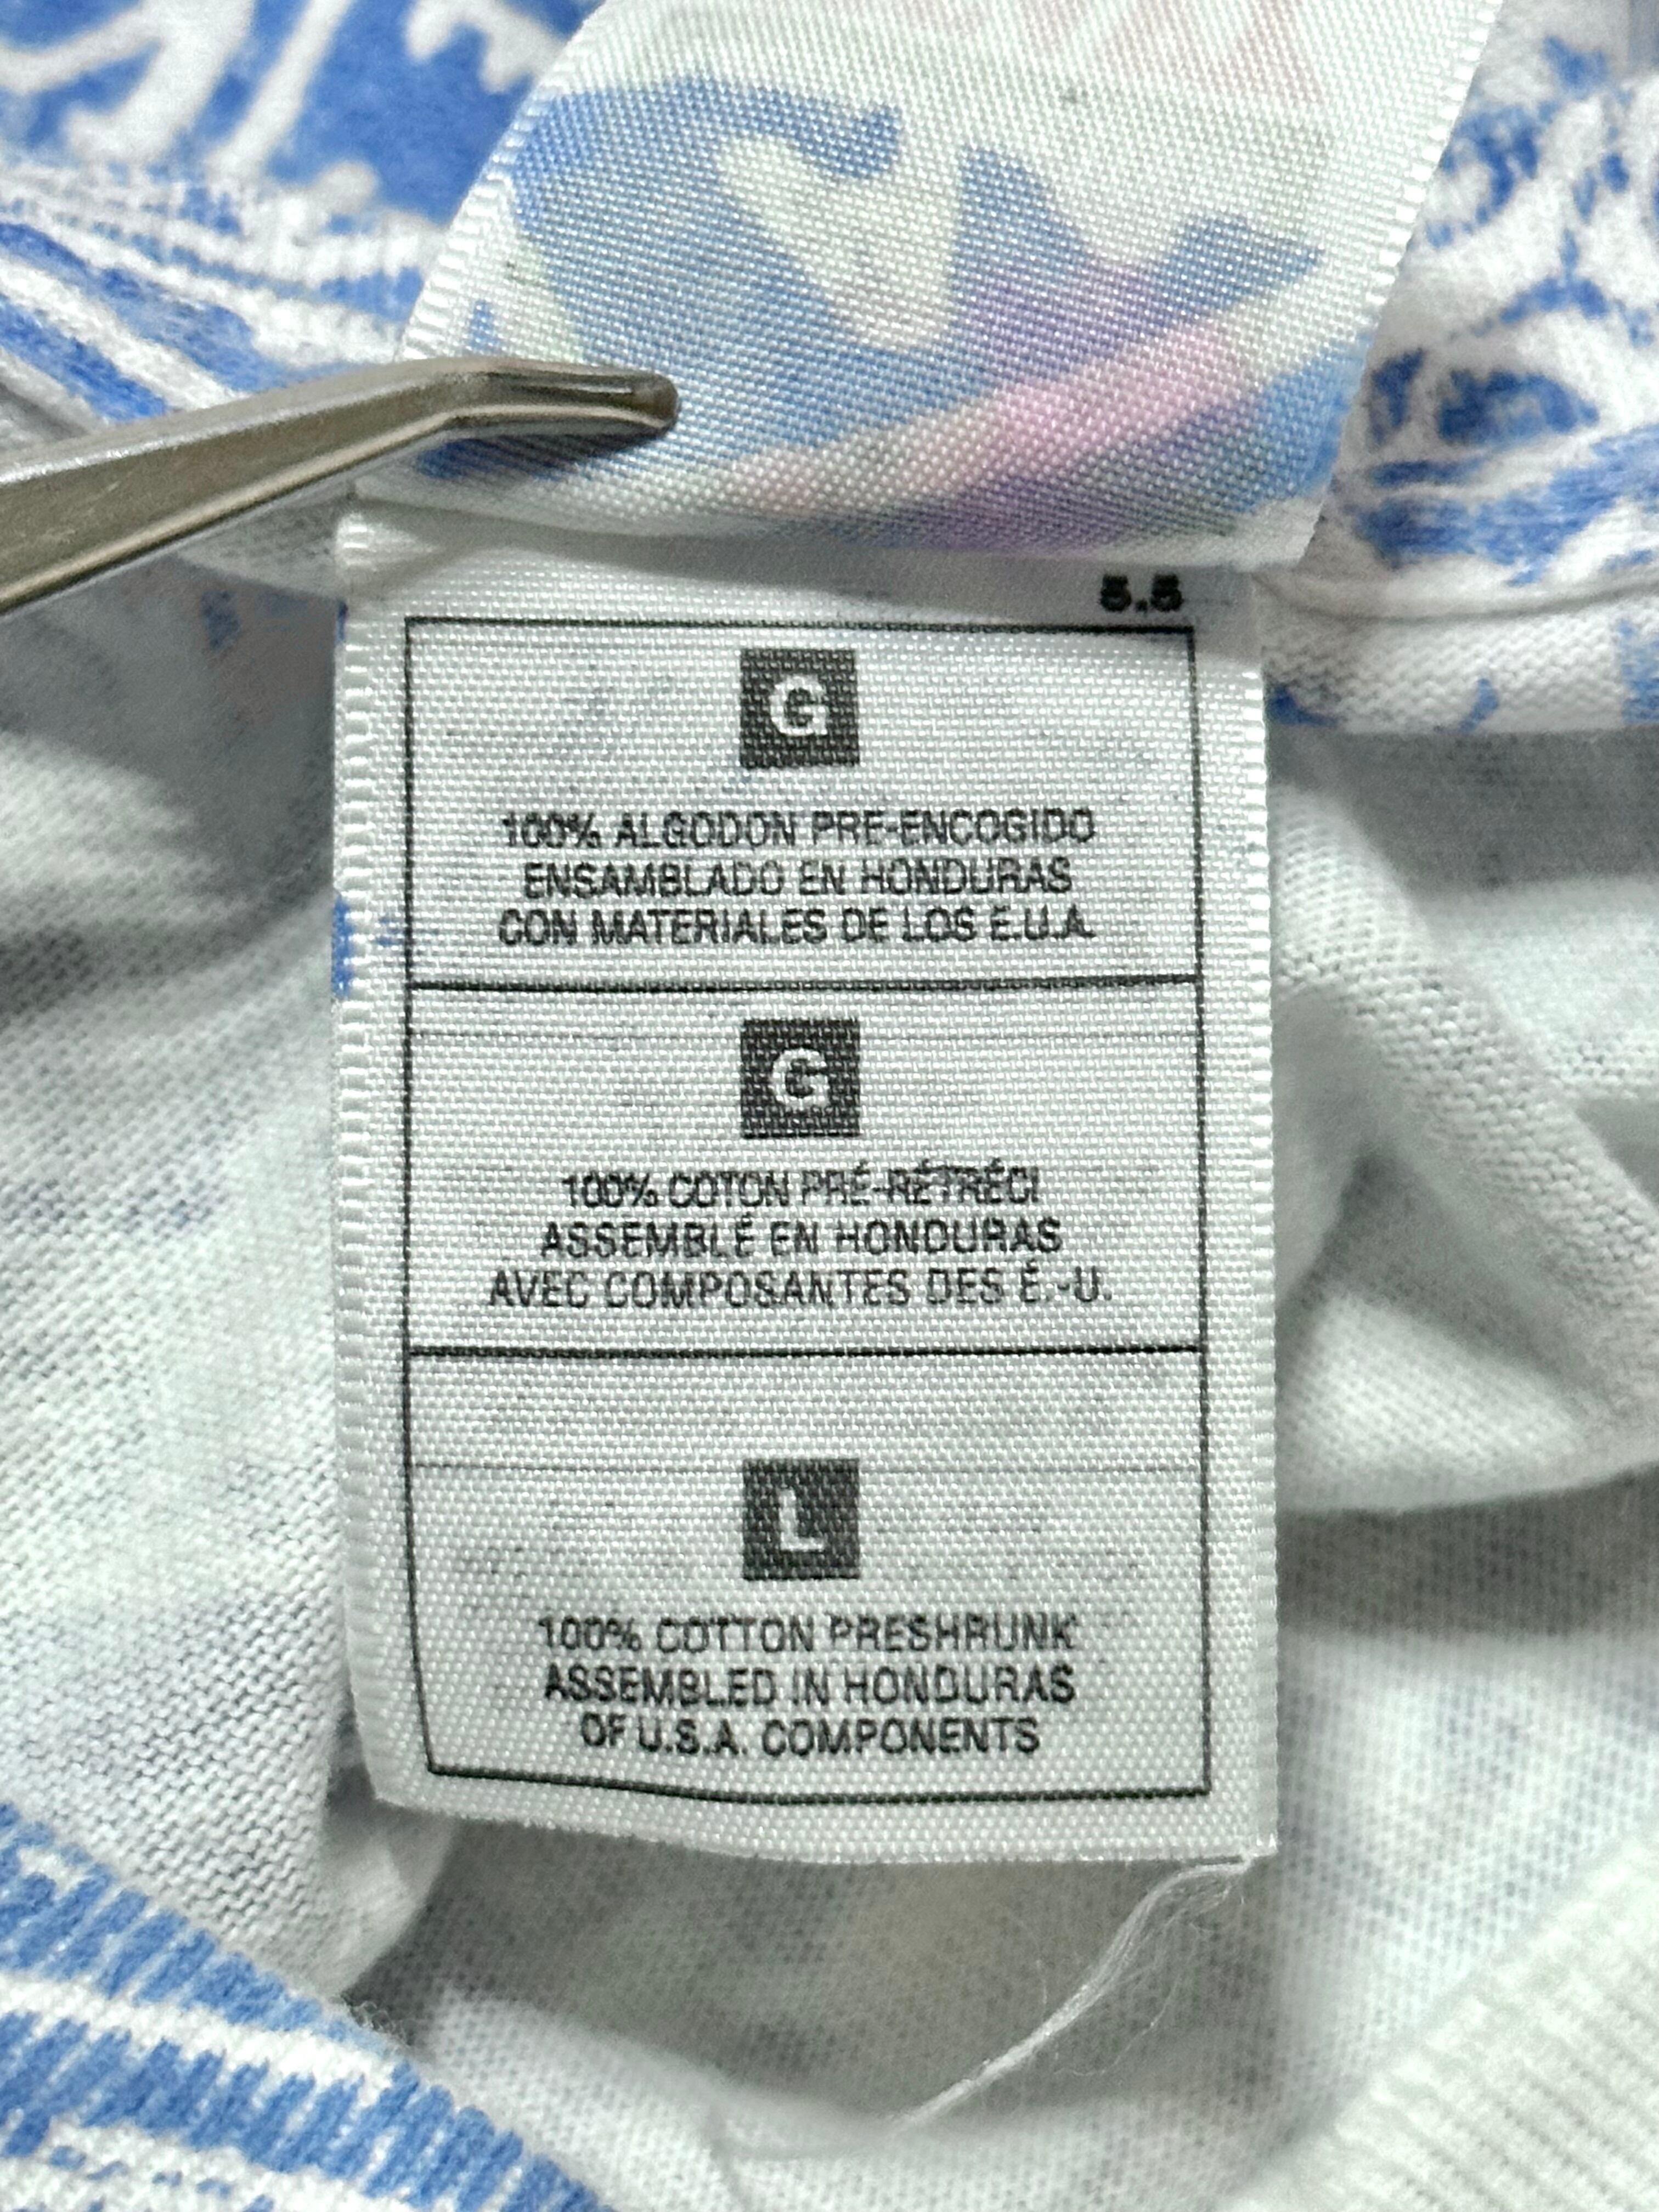 5.5
G
100% ALGODON PRE-ENCOGIDO
ENSAMBLADO EN HONDURAS
CON MATERIALES DE LOS E.U.A.
G
100% COTON PRÉ-RÉTRÉCI
ASSEMBLÉ EN HONDURAS
AVEC COMPOSANTES DES É.-U.
L
100% COTTON PRESHRUNK
ASSEMBLED IN HONDURAS
OF U.S.A. COMPONENTS